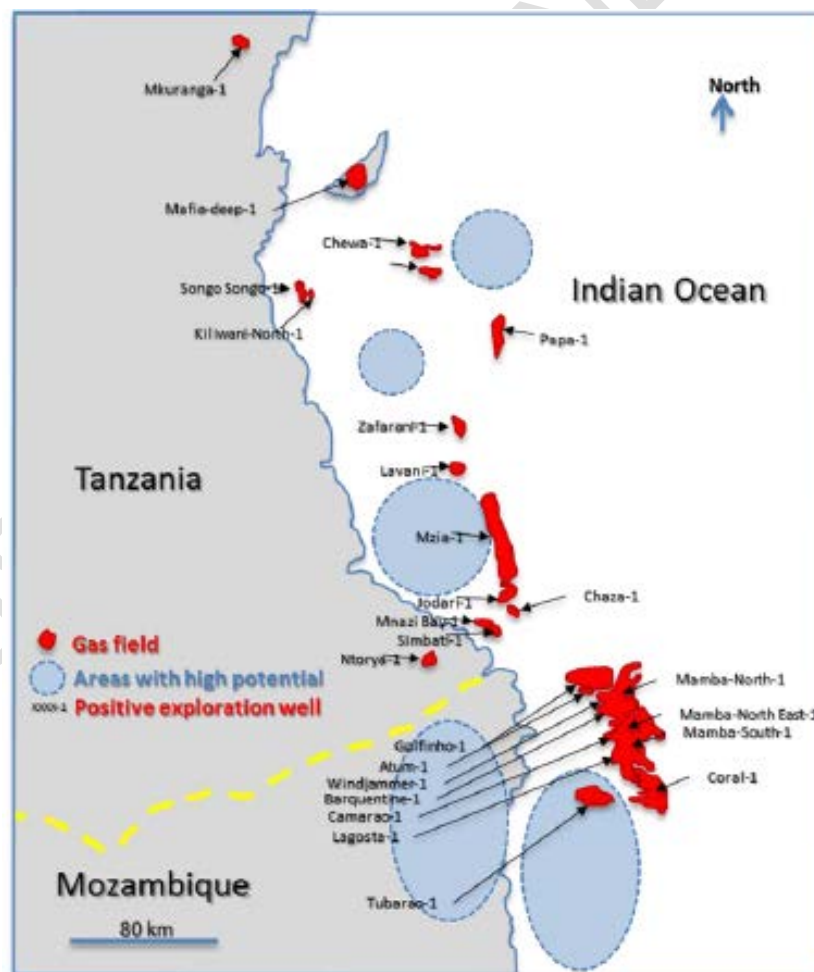 Mkuranga-1
North
Mafia-deep-1
Chewa-1
Songo Songo-1
Indian Ocean
Kiliwani-North-1
Papa-1
Zafarani-1
Lavani-1
Tanzania
Mzia-1
Jodari-1
Chaza-1
Mnazi Bay-1
Simbati-1
Gas field
Ntorya-1
Areas with high potential
Mamba-North-1
XXXX-1 Positive exploration well
Mamba-North East-1
Mamba-South-1
Golfinho-1
Atum-1
Coral-1
Windjammer-1
Barquentine-1
Camarao-1
Lagosta-1
Mozambique
Tubarao-1
80 km